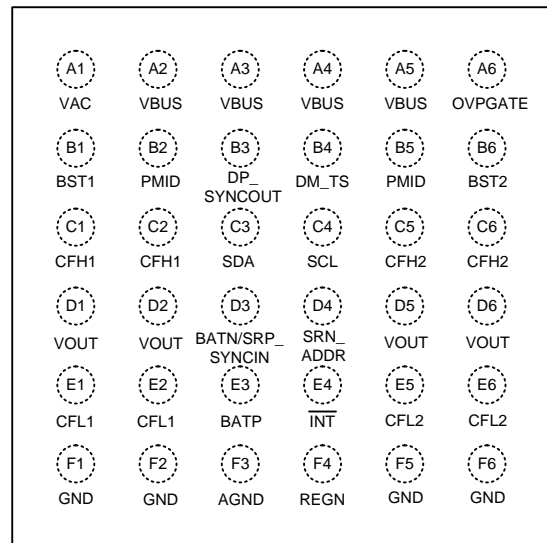 A1 A2 A3 A4 A5 A6
VAC VBUS VBUS VBUS VBUS OVPGATE
B1 B2 B3 B4 B5 B6
BST1 PMID DP_ DM_TS PMID BST2
SYNCOUT
C1 C2 C3 C4 C5 C6
CFH1 CFH1 SDA SCL CFH2 CFH2
D1 D2 D3 D4 D5 D6
VOUT VOUT BATN/SRP_ SRN_ VOUT VOUT
SYNCIN ADDR
E1 E2 E3 E4 E5 E6
CFL1 CFL1 BATP INT CFL2 CFL2
F1 F2 F3 F4 F5 F6
GND GND AGND REGN GND GND